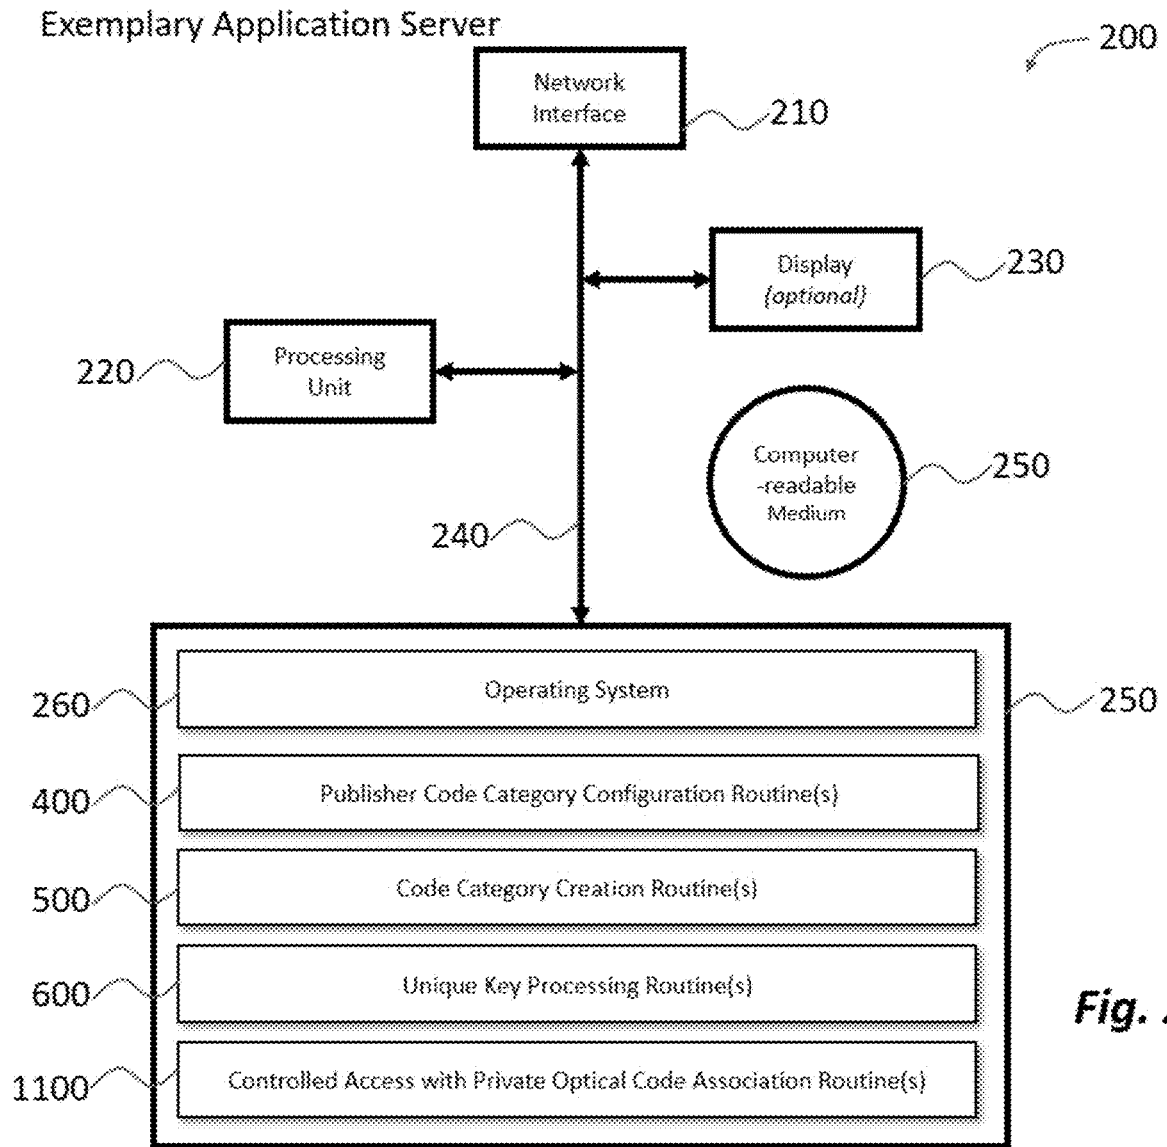 Exemplary Application Server
200
Network
Interface
210
Display
(optional)
230
Processing
Unit
220
Computer
-readable
Medium
250
240
Operating System
260
250
Publisher Code Category Configuration Routine(s)
400
Code Category Creation Routine(s)
500
Unique Key Processing Routine(s)
600
Fig.
Controlled Access with Private Optical Code Association Routine(s)
1100